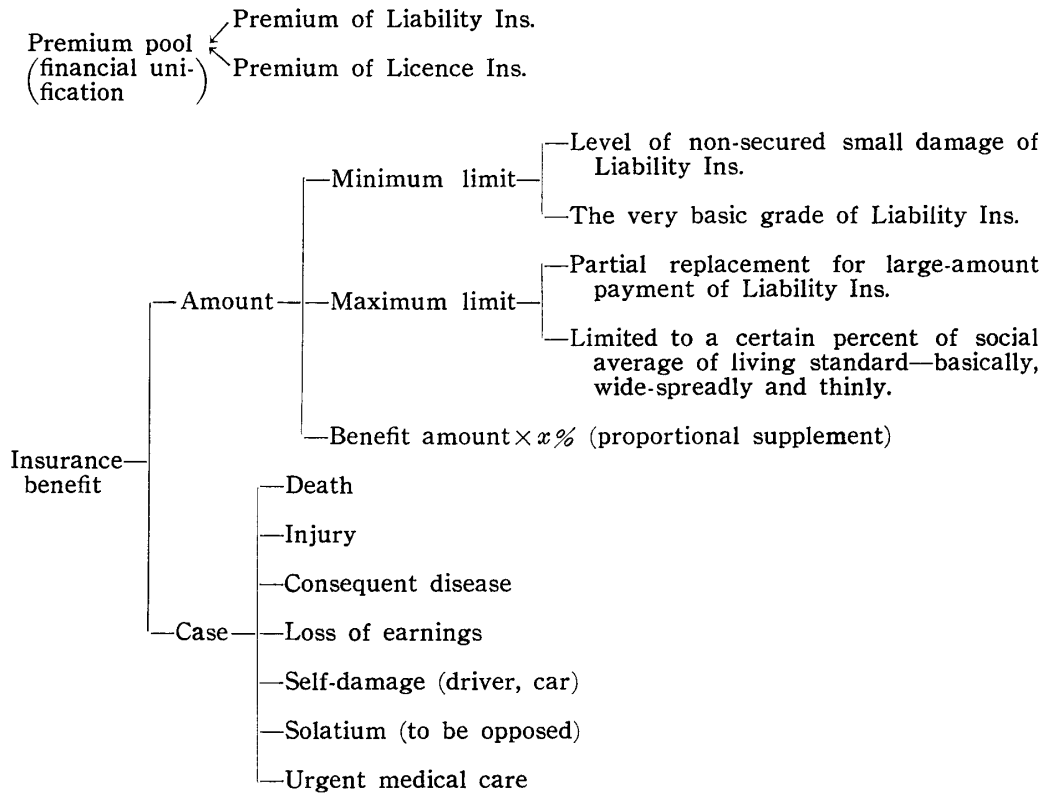 Premium of Liability Ins.
Premium pool
(financial uni-
fication)
Premium of Licence Ins.
Level of non-secured small damage of
Liability Ins.
Minimum limit
The very basic grade of Liability Ins.
Partial replacement for large-amount
payment of Liability Ins.
Amount
Maximum limit
Limited to a certain percent of social
average of living standard—basically,
wide-spreadly and thinly.
Benefit amount × x% (proportional supplement)
Insurance
benefit
Death
Injury
Consequent disease
Case
Loss of earnings
Self-damage (driver, car)
Solatium (to be opposed)
Urgent medical care